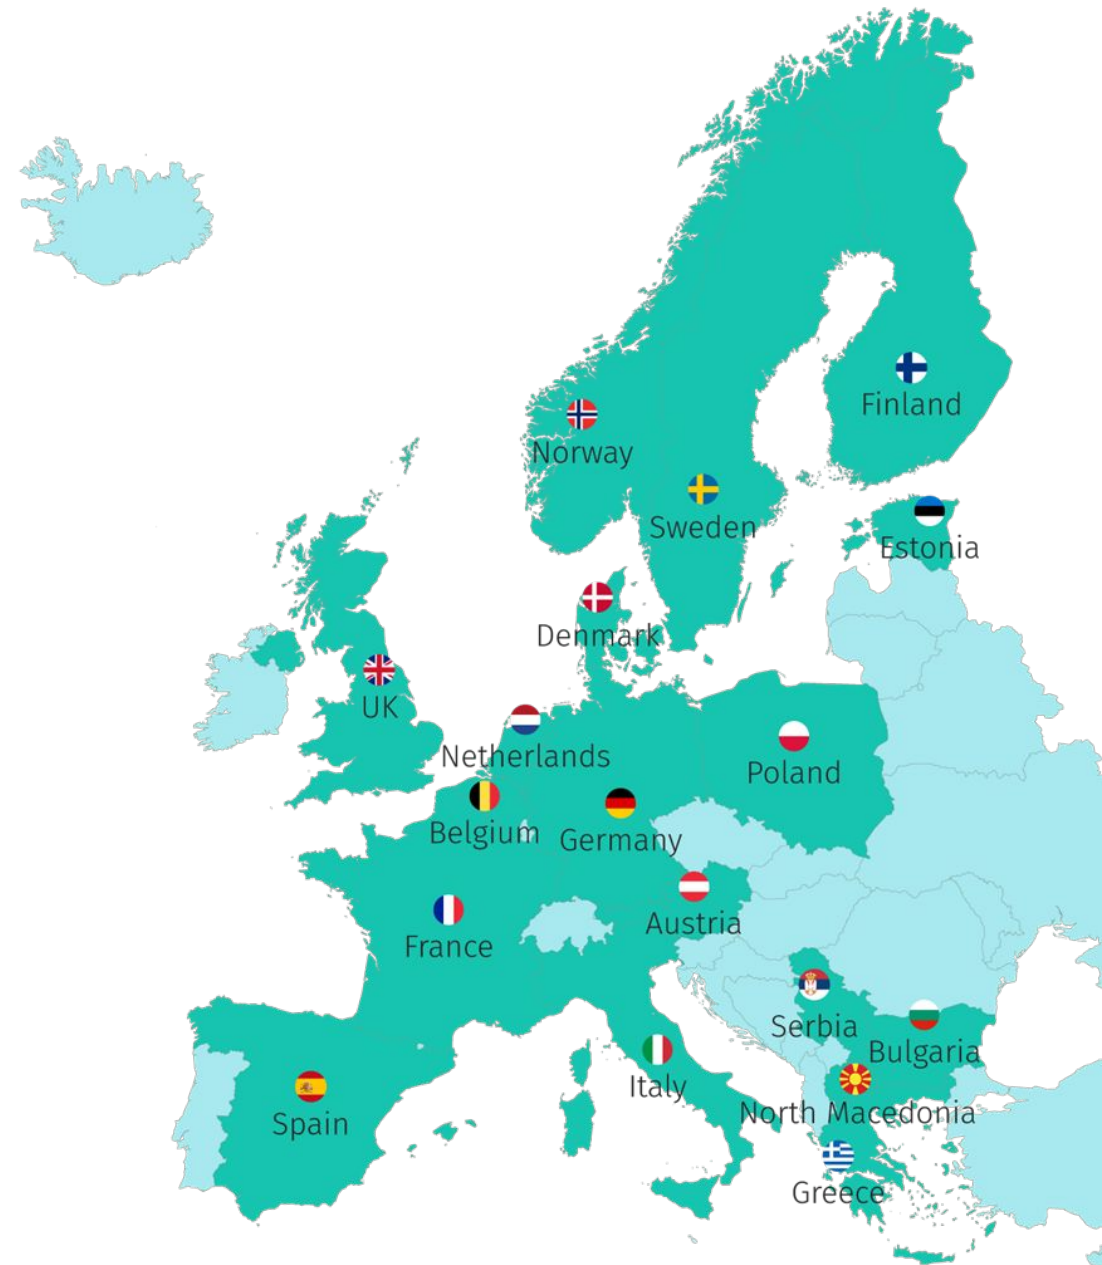 Finland
Norway
Sweden
Estonia
Denmark
UK
Netherlands
Poland
Belgium
Germany
Austria
France
Serbia
Bulgaria
Italy
North Macedonia
Spain
Greece